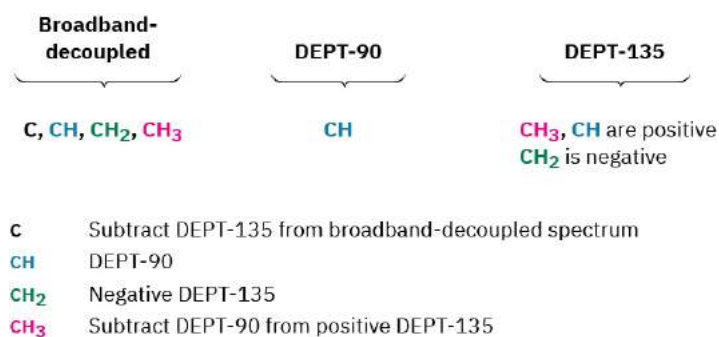 Broadband-
decoupled
DEPT-90
DEPT-135
C, CH, CH₂, CH₃
CH
CH₃, CH are positive
CH₂ is negative
C Subtract DEPT-135 from broadband-decoupled spectrum
CH DEPT-90
CH₂ Negative DEPT-135
CH₃ Subtract DEPT-90 from positive DEPT-135